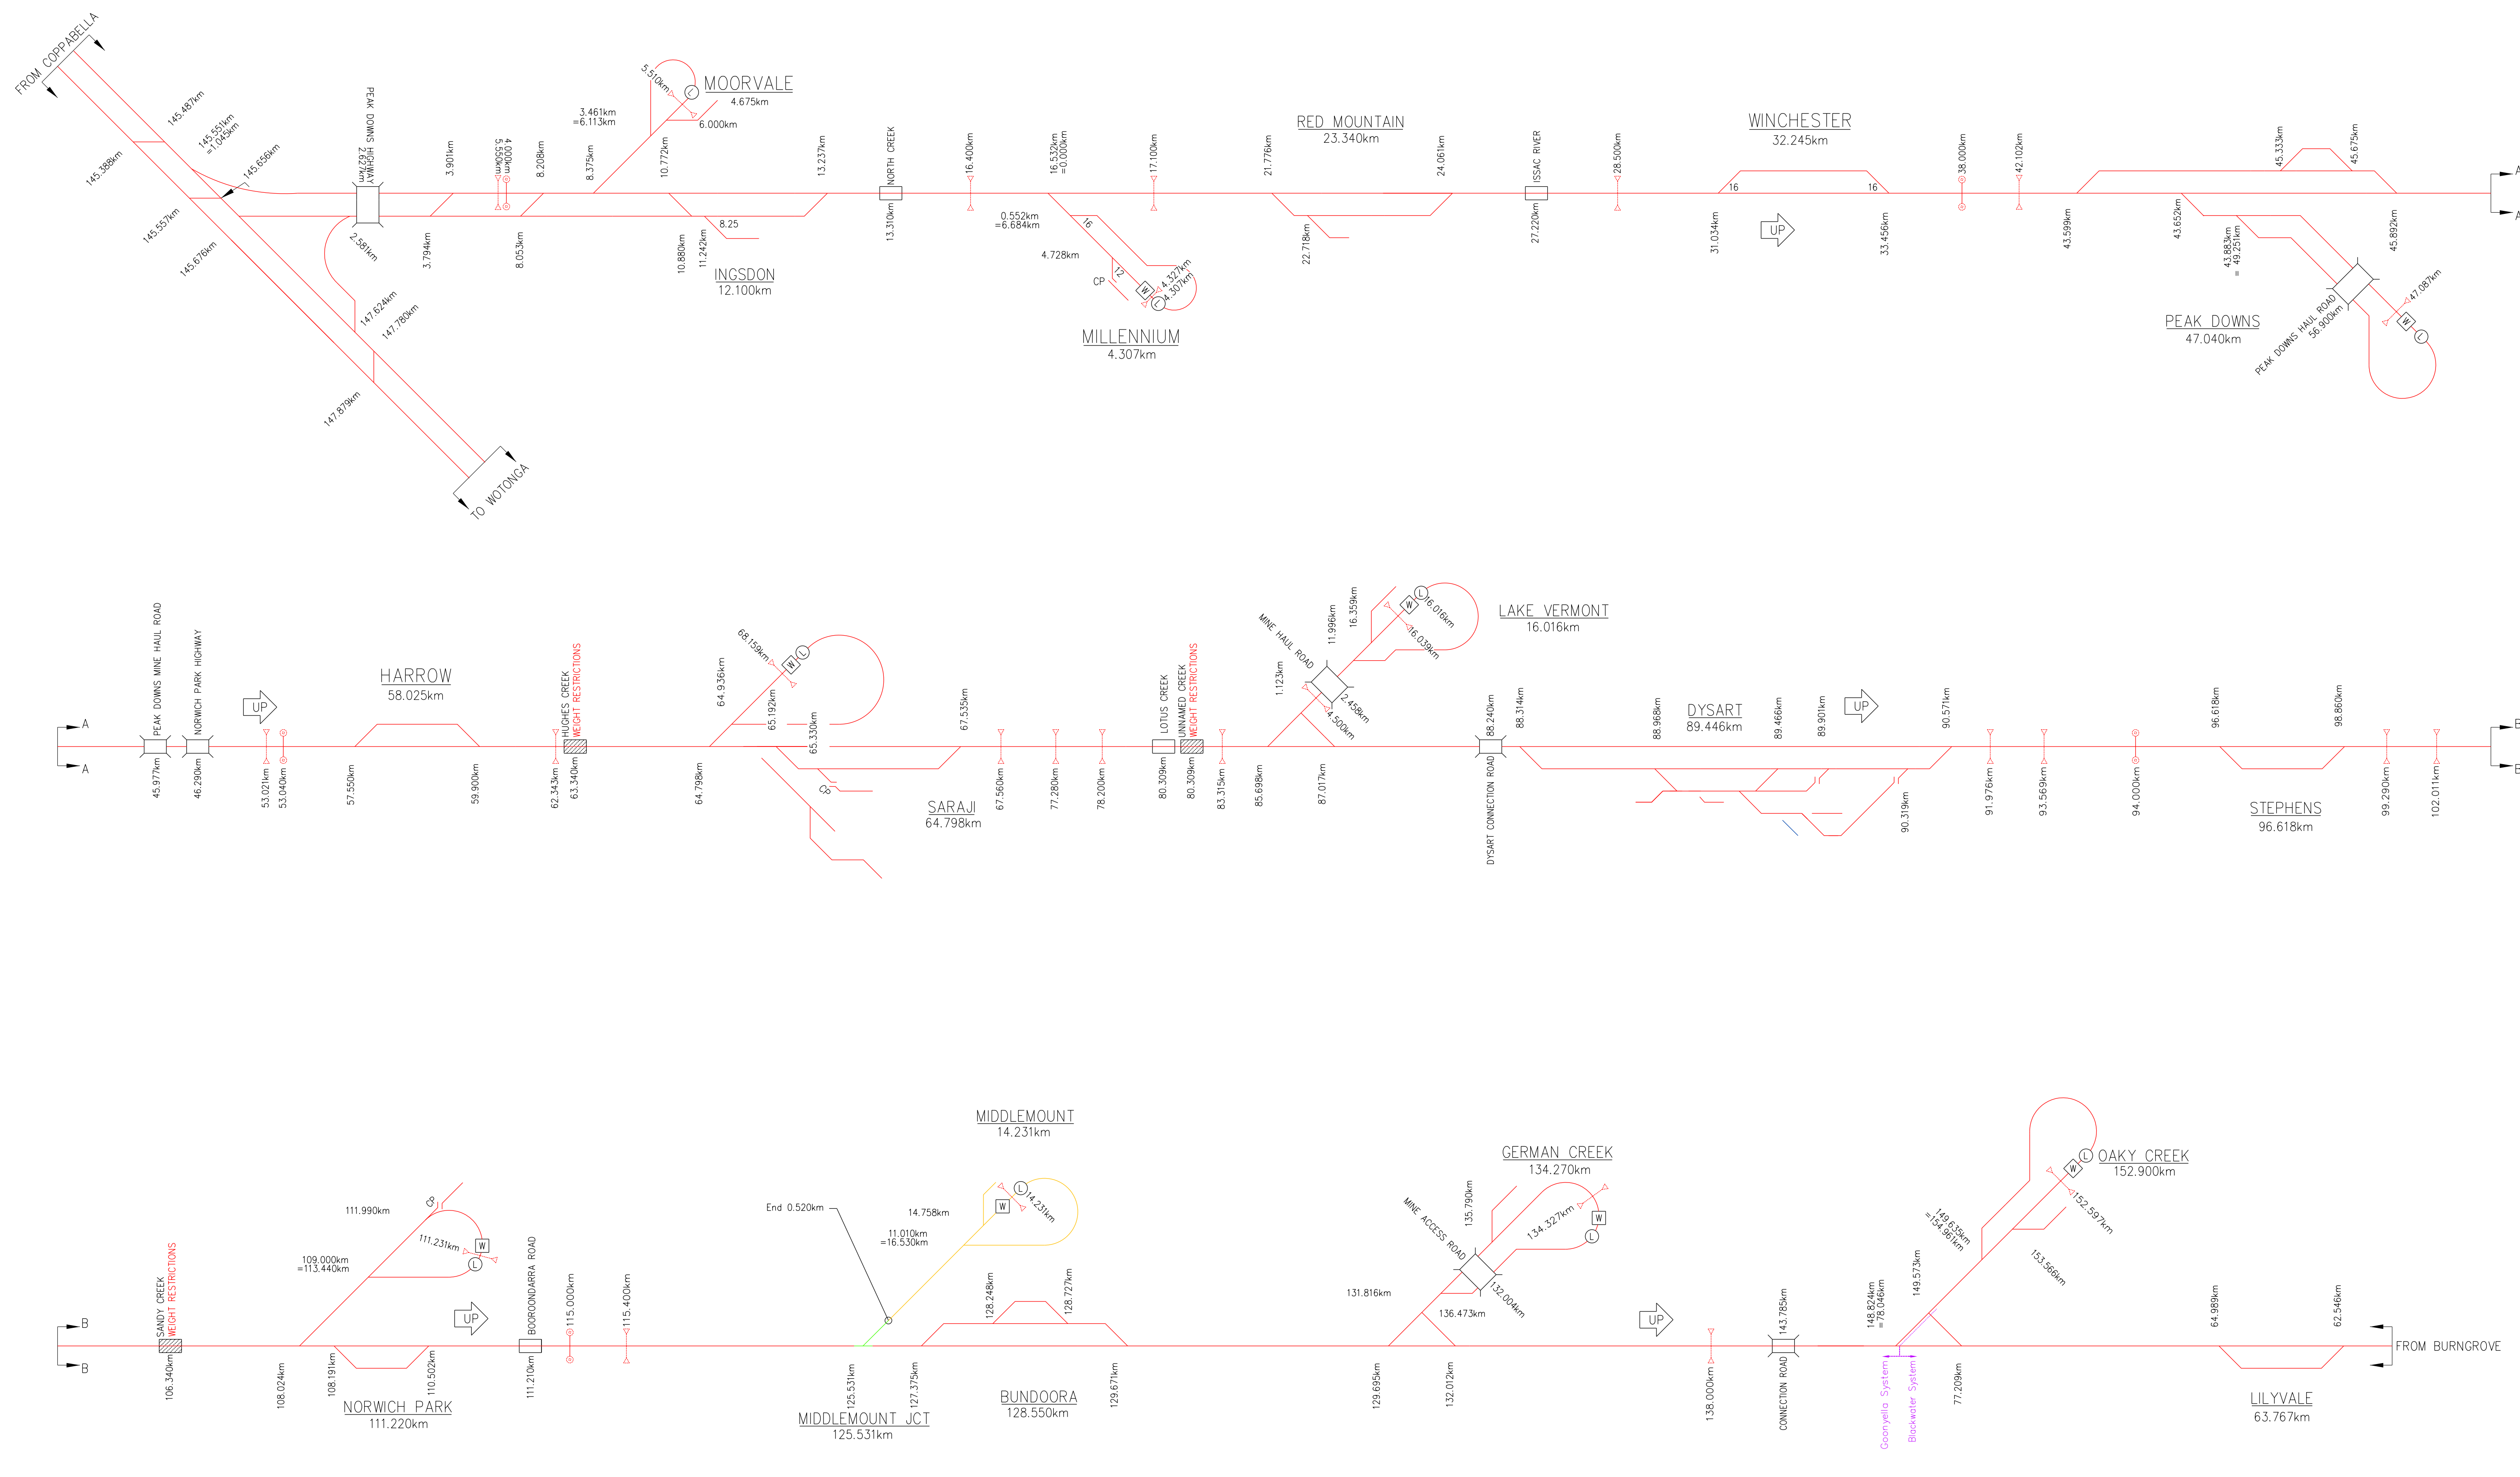 FROM COPPABELLA
145.487km
145.551km
=1.045km
145.656km
145.388km
145.557km
145.676km
PEAK DOWNS HIGHWAY
2.627km
2.581km
147.624km
147.780km
147.879km
TO WOTONGA
3.901km
3.794km
4.000km
5.550km
8.208km
8.053km
8.375km
3.461km
=6.113km
5.510km
L
MOORVALE
4.675km
6.000km
10.772km
10.880km
11.242km
8.25
INGSDON
12.100km
13.237km
NORTH CREEK
13.310km
16.400km
16.532km
=0.000km
0.552km
=6.684km
16
4.728km
12
CP
W
L
4.327km
4.307km
MILLENNIUM
4.307km
17.100km
21.776km
22.718km
RED MOUNTAIN
23.340km
24.061km
ISSAC RIVER
27.220km
28.500km
31.034km
WINCHESTER
32.245km
16
16
UP
33.456km
38.000km
42.102km
43.599km
43.652km
43.883km
= 49.251km
45.333km
45.675km
45.892km
PEAK DOWNS
47.040km
PEAK DOWNS HAUL ROAD
56.900km
47.087km
W
L
A
A
A
A
PEAK DOWNS MINE HAUL ROAD
45.977km
NORWICH PARK HIGHWAY
46.290km
UP
53.021km
53.040km
HARROW
58.025km
57.550km
59.900km
62.343km
HUGHES CREEK
WEIGHT RESTRICTIONS
63.340km
64.798km
64.936km
68.159km
W
L
65.192km
65.330km
CP
SARAJI
64.798km
67.535km
67.560km
77.280km
78.200km
LOTUS CREEK
80.309km
UNNAMED CREEK
WEIGHT RESTRICTIONS
80.309km
83.315km
85.698km
1.123km
87.017km
MINE HAUL ROAD
2.458km
4.500km
11.996km
16.359km
W
L
16.016km
16.039km
LAKE VERMONT
16.016km
88.240km
DYSART CONNECTION ROAD
88.314km
88.968km
DYSART
89.446km
89.466km
89.901km
UP
90.319km
90.571km
91.976km
93.569km
94.000km
96.618km
STEPHENS
96.618km
98.860km
99.290km
102.011km
B
B
B
B
SANDY CREEK
WEIGHT RESTRICTIONS
106.340km
108.024km
108.191km
109.000km
=113.440km
111.990km
CP
111.231km
W
L
NORWICH PARK
111.220km
110.502km
UP
BOOROONDARRA ROAD
111.210km
115.000km
115.400km
End 0.520km
MIDDLEMOUNT
14.231km
14.758km
11.010km
=16.530km
W
L
14.231km
125.531km
MIDDLEMOUNT JCT
125.531km
127.375km
128.248km
128.727km
BUNDOORA
128.550km
129.671km
129.695km
131.816km
132.012km
136.473km
132.004km
MINE ACCESS ROAD
135.790km
GERMAN CREEK
134.270km
134.327km
W
L
UP
138.000km
143.785km
CONNECTION ROAD
148.824km
=78.046km
Goonyella System
Blackwater System
149.573km
149.635km
=154.961km
153.566km
152.597km
W
L
OAKY CREEK
152.900km
77.209km
64.989km
62.546km
LILYVALE
63.767km
FROM BURNGROVE